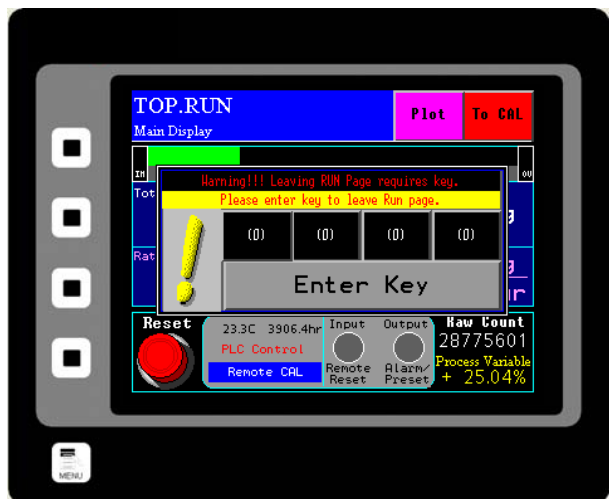 TOP.RUN
Main Display
Plot
To CAL
Warning!!! Leaving RUN Page requires key.
Please enter key to leave Run page.
Tot
(0) (0) (0) (0)
g
Rat
Enter Key
Reset
23.3C 3906.4hr
PLC Control
Remote CAL
Input
Remote
Reset
Output
Alarm/
Preset
Raw Count
28775601
Process Variable
+ 25.04%
MENU